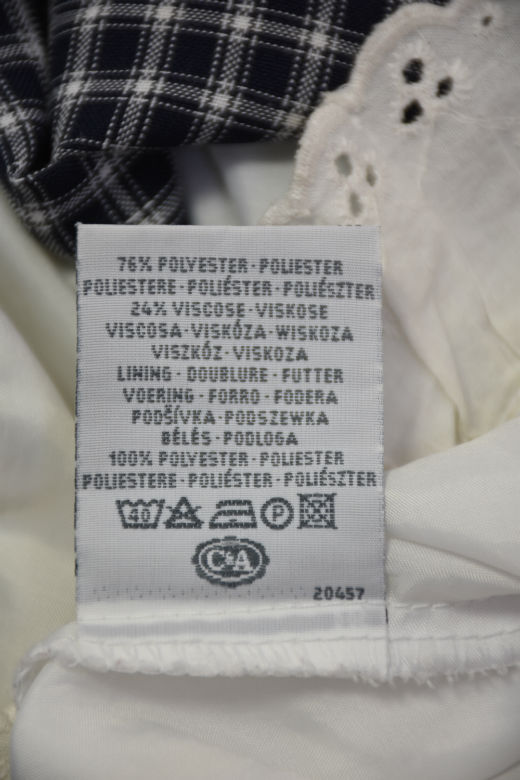 76% POLYESTER·POLIESTER
POLIESTERE·POLIÉSTER·POLIÉSZTER
24% VISCOSE·VISKOSE
VISCOSA·VISKÓZA·WISKOZA
VISZKÓZ·VISKOZA
LINING·DOUBLURE·FUTTER
VOERING·FORRO·FODERA
PODŠÍVKA·PODSZEWKA
BÉLÉS·PODLOGA
100% POLYESTER·POLIESTER
POLIESTERE·POLIÉSTER·POLIÉSZTER
40 P
C&A
20457